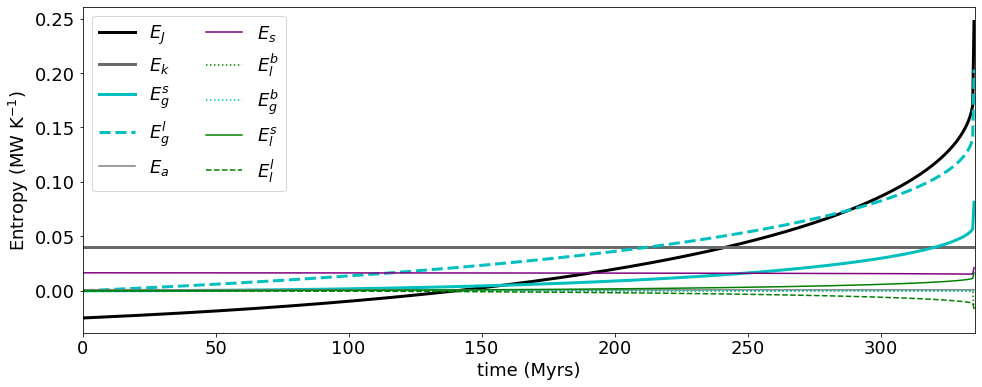 0.25
0.20
0.15
0.10
0.05
0.00
Entropy (MW K⁻¹)
E_J
E_k
E_g^s
E_g^l
E_a
E_s
E_l^b
E_g^b
E_l^s
E_l^l
0 50 100 150 200 250 300
time (Myrs)